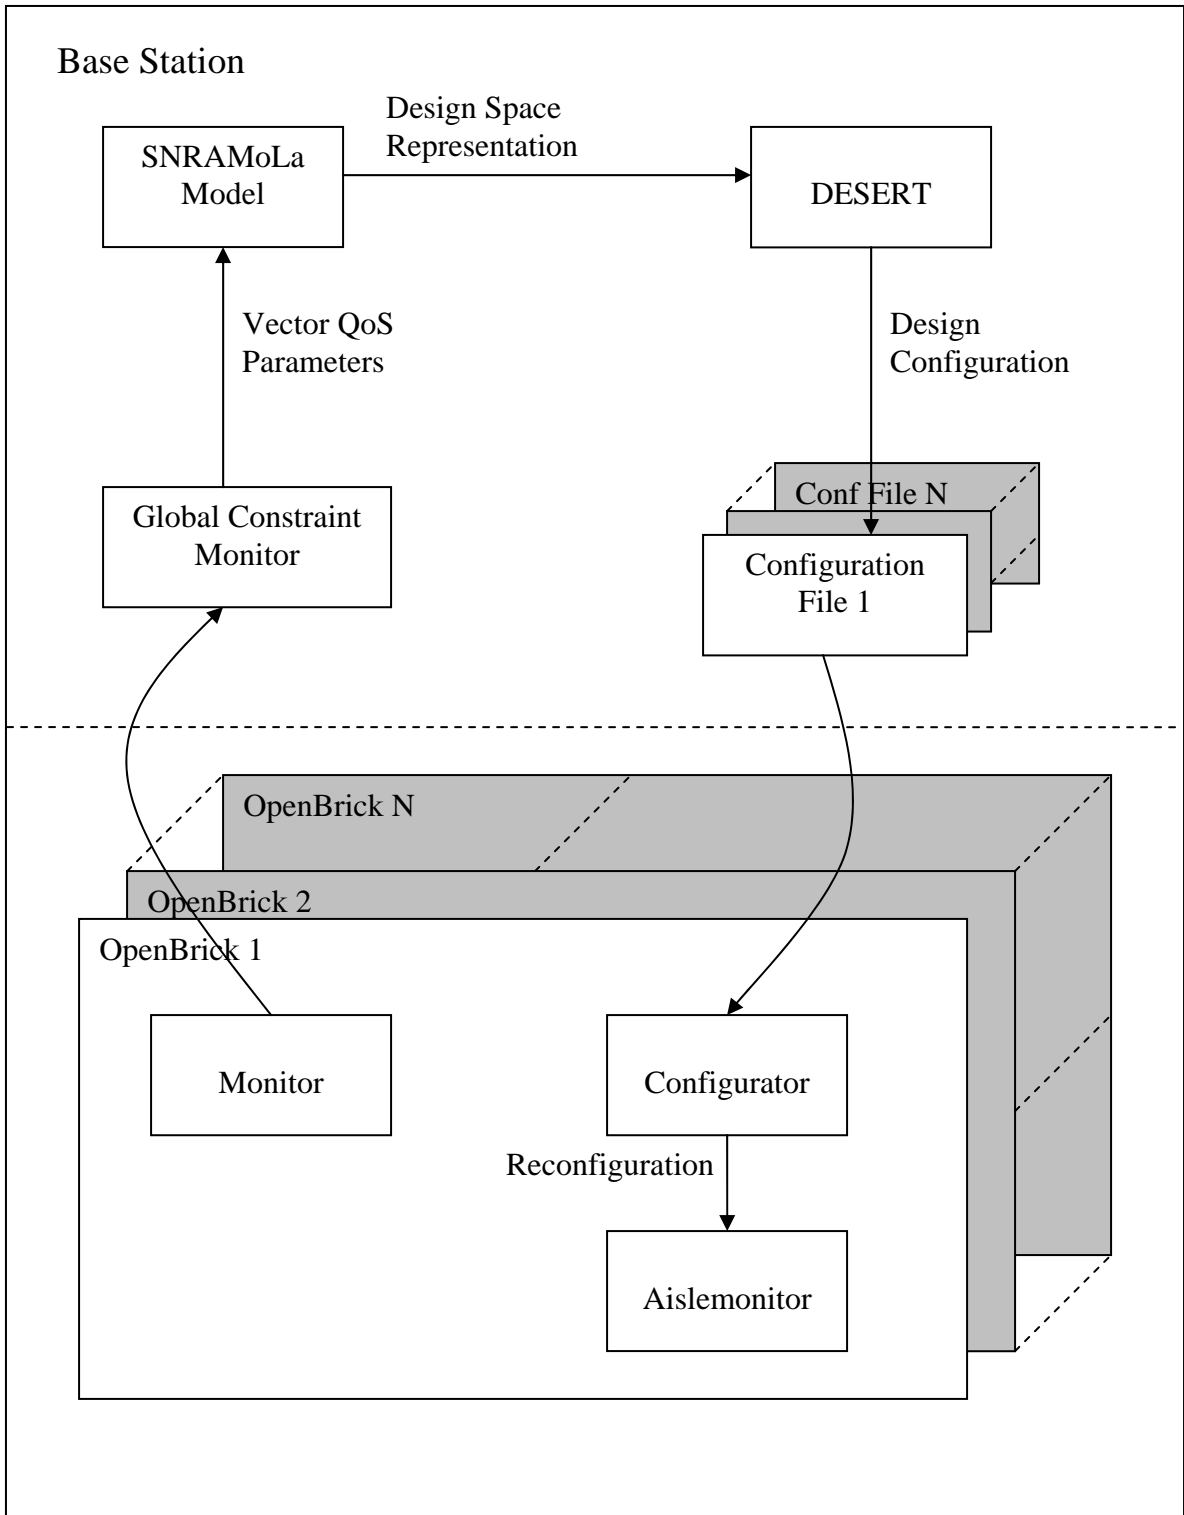 Base Station
Design Space
Representation
SNRAMoLa
Model
DESERT
Vector QoS
Parameters
Design
Configuration
Global Constraint
Monitor
Conf File N
Configuration
File 1
OpenBrick N
OpenBrick 2
OpenBrick 1
Monitor
Configurator
Reconfiguration
Aislemonitor